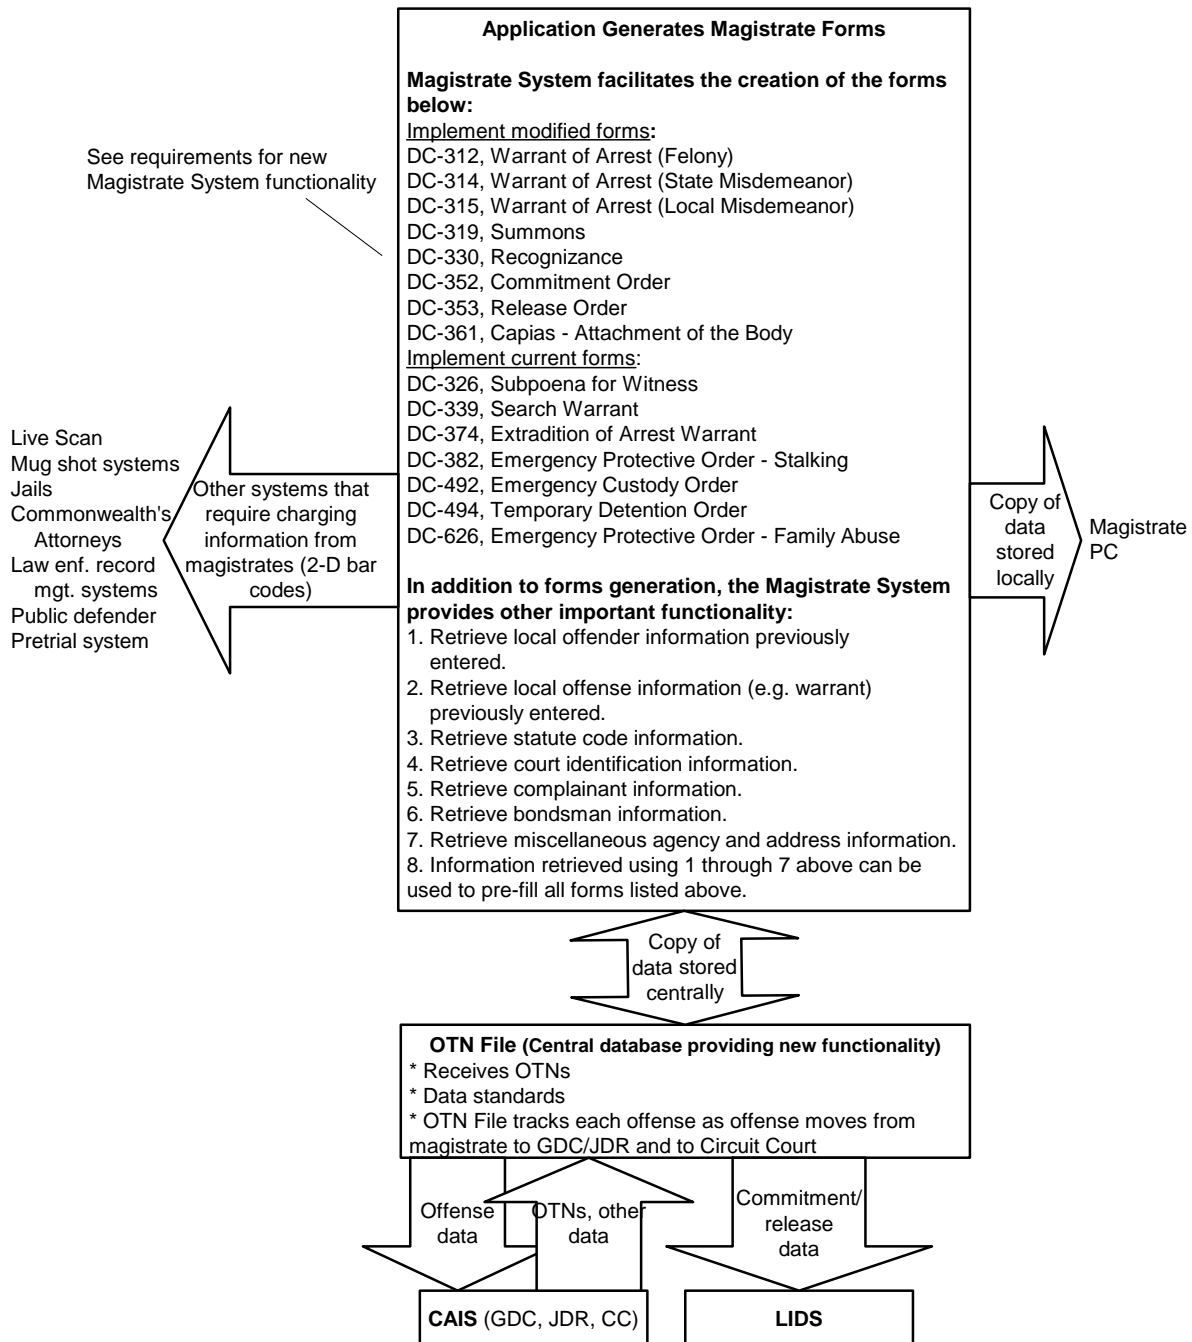 Application Generates Magistrate Forms
Magistrate System facilitates the creation of the forms
below:
Implement modified forms:
DC-312, Warrant of Arrest (Felony)
DC-314, Warrant of Arrest (State Misdemeanor)
DC-315, Warrant of Arrest (Local Misdemeanor)
DC-319, Summons
DC-330, Recognizance
DC-352, Commitment Order
DC-353, Release Order
DC-361, Capias - Attachment of the Body
Implement current forms:
DC-326, Subpoena for Witness
DC-339, Search Warrant
DC-374, Extradition of Arrest Warrant
DC-382, Emergency Protective Order - Stalking
DC-492, Emergency Custody Order
DC-494, Temporary Detention Order
DC-626, Emergency Protective Order - Family Abuse
In addition to forms generation, the Magistrate System
provides other important functionality:
1. Retrieve local offender information previously
entered.
2. Retrieve local offense information (e.g. warrant)
previously entered.
3. Retrieve statute code information.
4. Retrieve court identification information.
5. Retrieve complainant information.
6. Retrieve bondsman information.
7. Retrieve miscellaneous agency and address information.
8. Information retrieved using 1 through 7 above can be
used to pre-fill all forms listed above.
See requirements for new
Magistrate System functionality
Live Scan
Mug shot systems
Jails
Commonwealth's
Attorneys
Law enf. record
mgt. systems
Public defender
Pretrial system
Other systems that
require charging
information from
magistrates (2-D bar
codes)
Copy of
data
stored
locally
Magistrate
PC
Copy of
data stored
centrally
OTN File (Central database providing new functionality)
* Receives OTNs
* Data standards
* OTN File tracks each offense as offense moves from
magistrate to GDC/JDR and to Circuit Court
Offense
data
OTNs, other
data
Commitment/
release
data
CAIS (GDC, JDR, CC)
LIDS